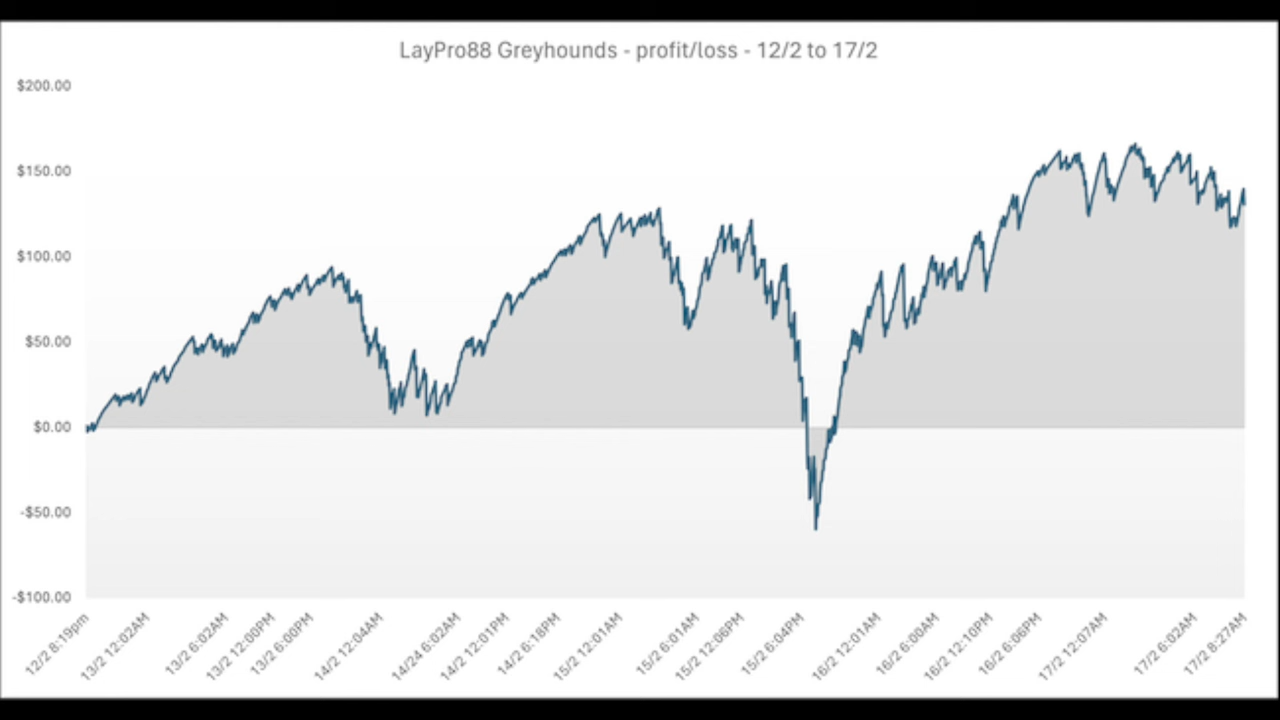 LayPro88 Greyhounds - profit/loss - 12/2 to 17/2
$200.00
$150.00
$100.00
$50.00
$0.00
-$50.00
-$100.00
12/2 8:19pm
13/2 12:02AM
13/2 6:02AM
13/2 12:00PM
13/2 6:00PM
14/2 12:04AM
14/24 6:02AM
14/2 12:01PM
14/2 6:18PM
15/2 12:01AM
15/2 6:01AM
15/2 12:06PM
15/2 6:04PM
16/2 12:01AM
16/2 6:00AM
16/2 12:10PM
16/2 6:06PM
17/2 12:07AM
17/2 6:02AM
17/2 8:27AM